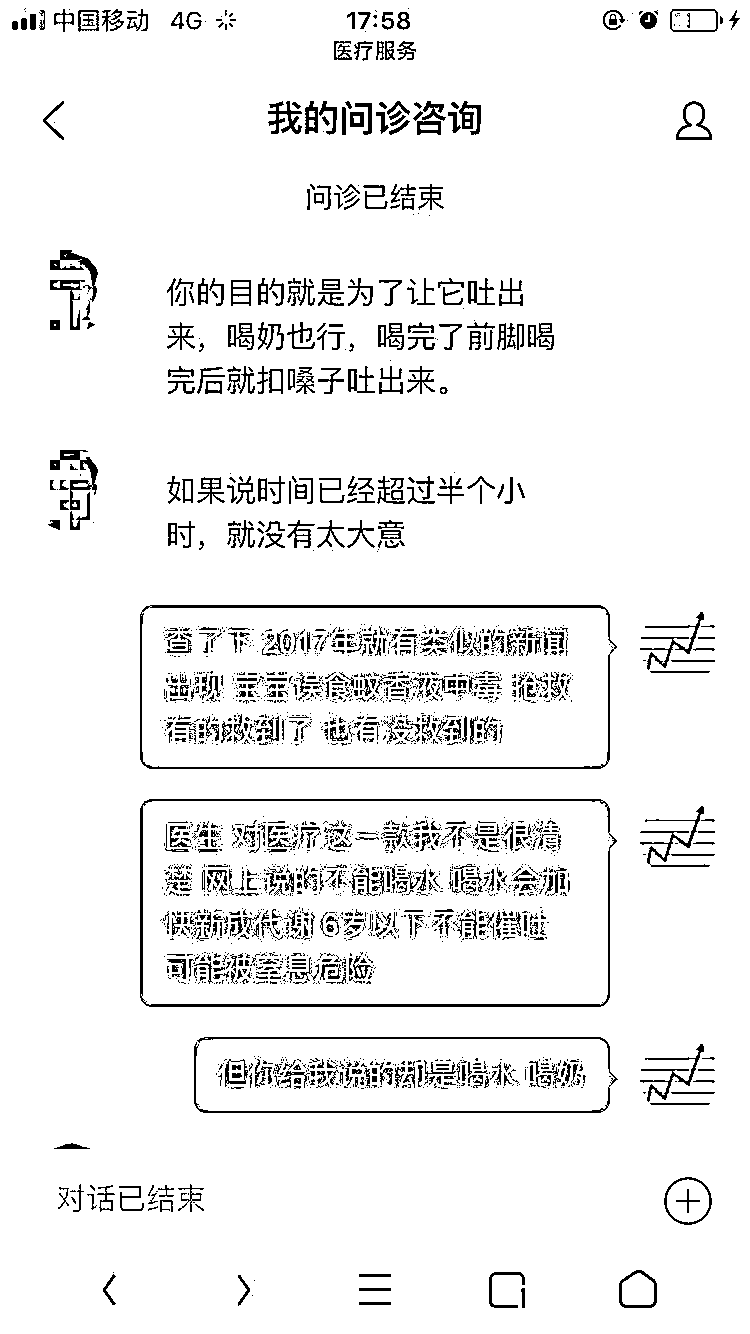 中国移动 4G 17:58
医疗服务
我的问诊咨询
问诊已结束
你的目的就是为了让它吐出
来，喝奶也行，喝完了前脚喝
完后就扣嗓子吐出来。
如果说时间已经超过半个小
时，就没有太大意
查了下 2017年就有类似的新闻
出现 宝宝误食蚊香液中毒 抢救
有的救到了 也有没救到的
医生 对医疗这一款我不是很清
楚 网上说的不能喝水 喝水会加
快新成代谢 6岁以下不能催吐
可能被窒息危险
但你给我说的却是喝水 喝奶
对话已结束